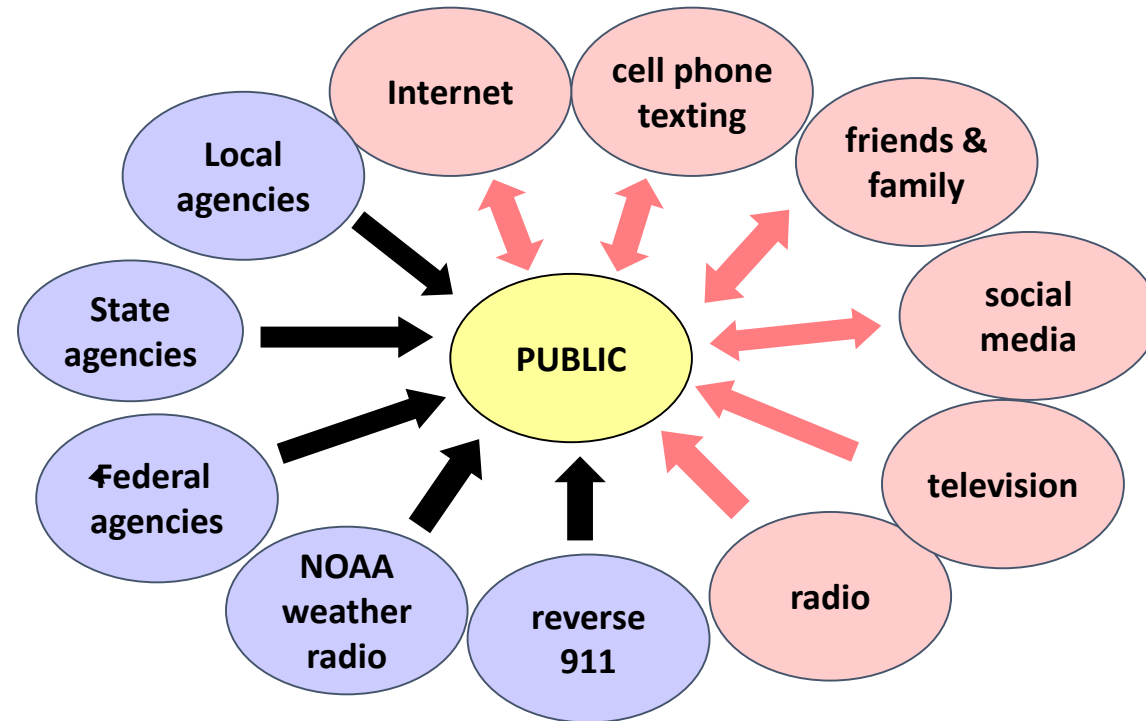 Internet
cell phone
texting
friends &
family
Local
agencies
social
media
State
agencies
PUBLIC
Federal
agencies
television
NOAA
weather
radio
reverse
911
radio